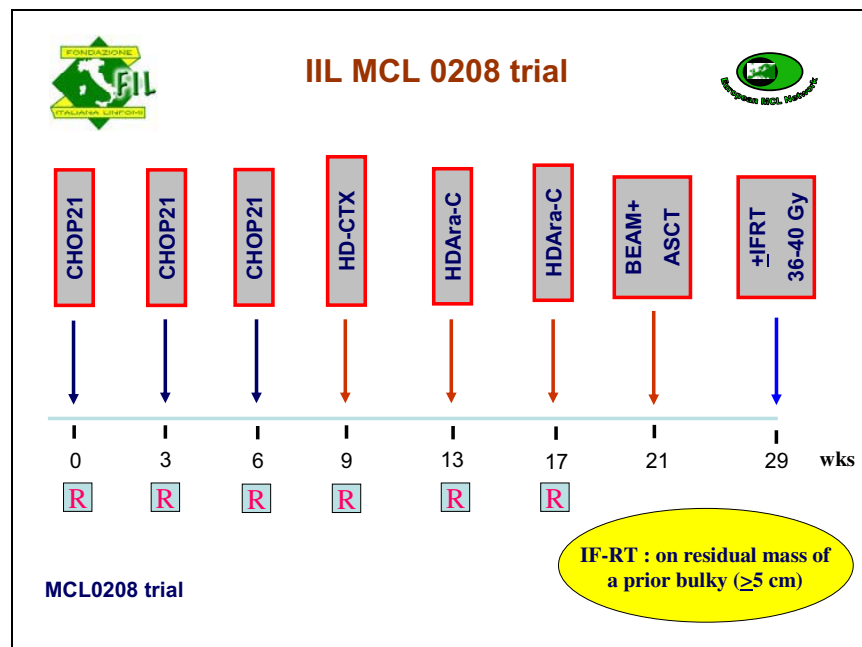 FONDAZIONE
FIL
ITALIANA LINFOMI
IIL MCL 0208 trial
European MCL Network
CHOP21
CHOP21
CHOP21
HD-CTX
HDAra-C
HDAra-C
BEAM+
ASCT
+IFRT
36-40 Gy
0 3 6 9 13 17 21 29 wks
R R R R R R
IF-RT : on residual mass of
a prior bulky (≥5 cm)
MCL0208 trial